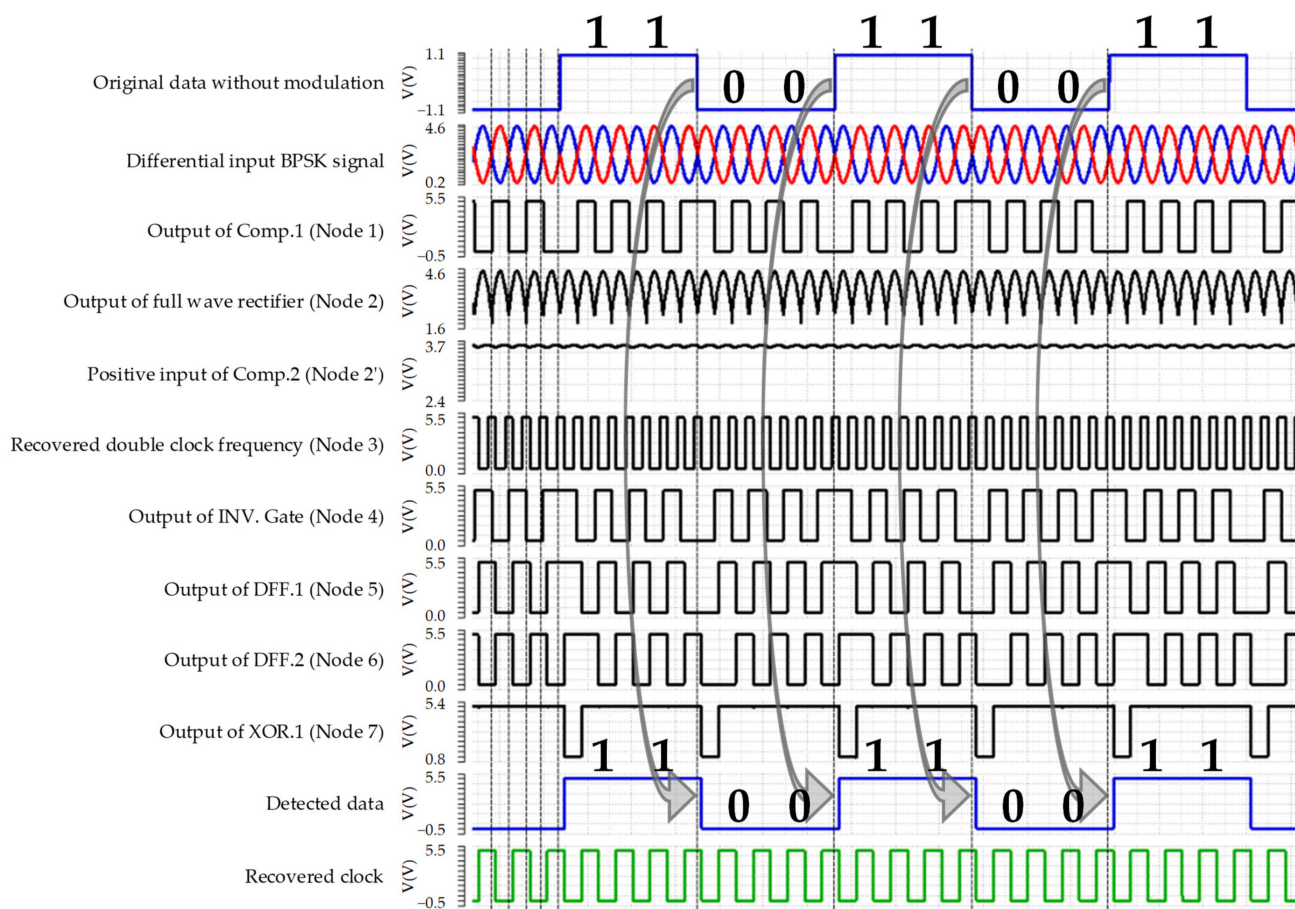 1 1 1 1 1 1
1.1
Original data without modulation V(V) 0 0 0 0
−1.1
4.6
Differential input BPSK signal V(V)
0.2
5.5
Output of Comp.1 (Node 1) V(V)
−0.5
4.6
Output of full wave rectifier (Node 2) V(V)
1.6
3.7
Positive input of Comp.2 (Node 2') V(V)
2.4
5.5
Recovered double clock frequency (Node 3) V(V)
0.0
5.5
Output of INV. Gate (Node 4) V(V)
0.0
5.5
Output of DFF.1 (Node 5) V(V)
0.0
5.5
Output of DFF.2 (Node 6) V(V)
0.0
5.4
Output of XOR.1 (Node 7) V(V)
0.8
1 1 1 1 1 1
5.5
Detected data V(V) 0 0 0 0
−0.5
5.5
Recovered clock V(V)
−0.5